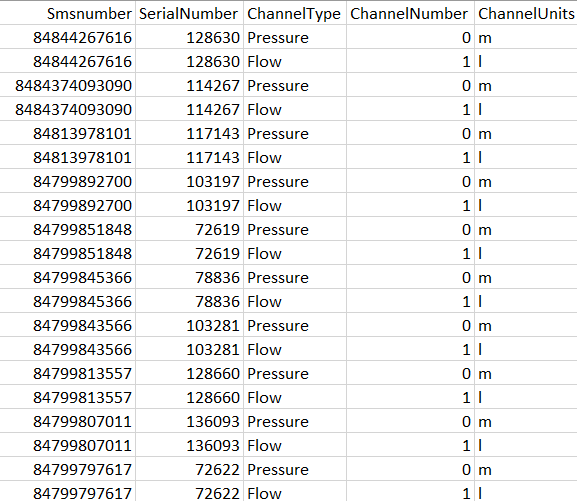 Smsnumber SerialNumber ChannelType ChannelNumber ChannelUnits
84844267616 128630 Pressure 0 m
84844267616 128630 Flow 1 l
8484374093090 114267 Pressure 0 m
8484374093090 114267 Flow 1 l
84813978101 117143 Pressure 0 m
84813978101 117143 Flow 1 l
84799892700 103197 Pressure 0 m
84799892700 103197 Flow 1 l
84799851848 72619 Pressure 0 m
84799851848 72619 Flow 1 l
84799845366 78836 Pressure 0 m
84799845366 78836 Flow 1 l
84799843566 103281 Pressure 0 m
84799843566 103281 Flow 1 l
84799813557 128660 Pressure 0 m
84799813557 128660 Flow 1 l
84799807011 136093 Pressure 0 m
84799807011 136093 Flow 1 l
84799797617 72622 Pressure 0 m
84799797617 72622 Flow 1 l